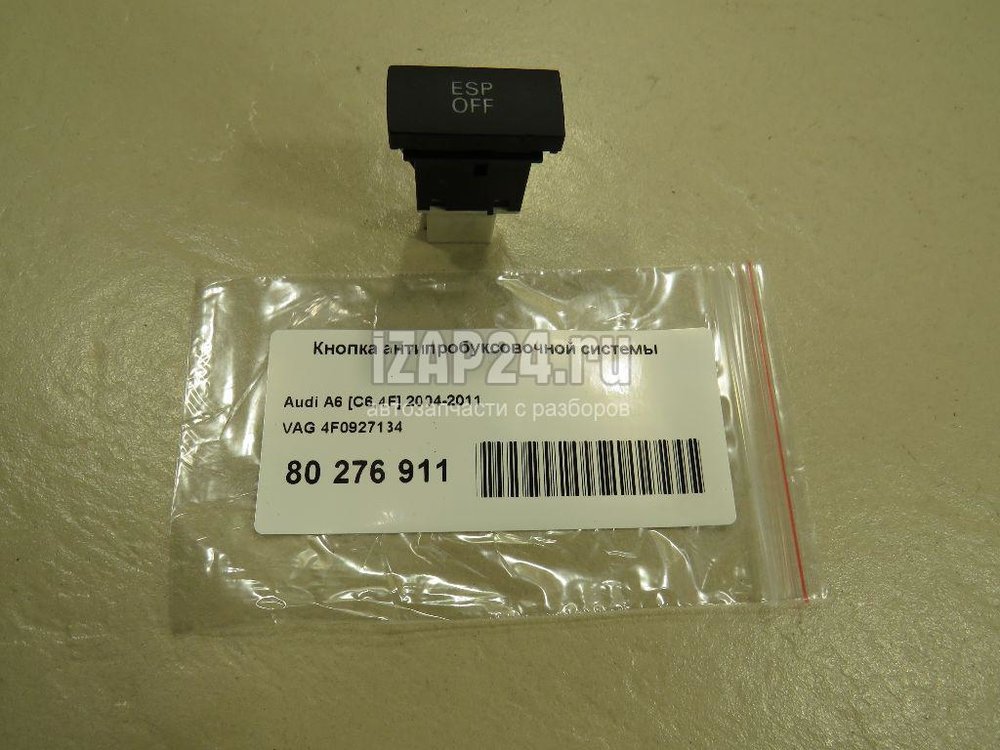 ESP
OFF
Кнопка антипробуксовочной системы
iZAP24.ru
Audi A6 [C6,4F] 2004-2011
автозапчасти с разборов
VAG 4F0927134
80 276 911